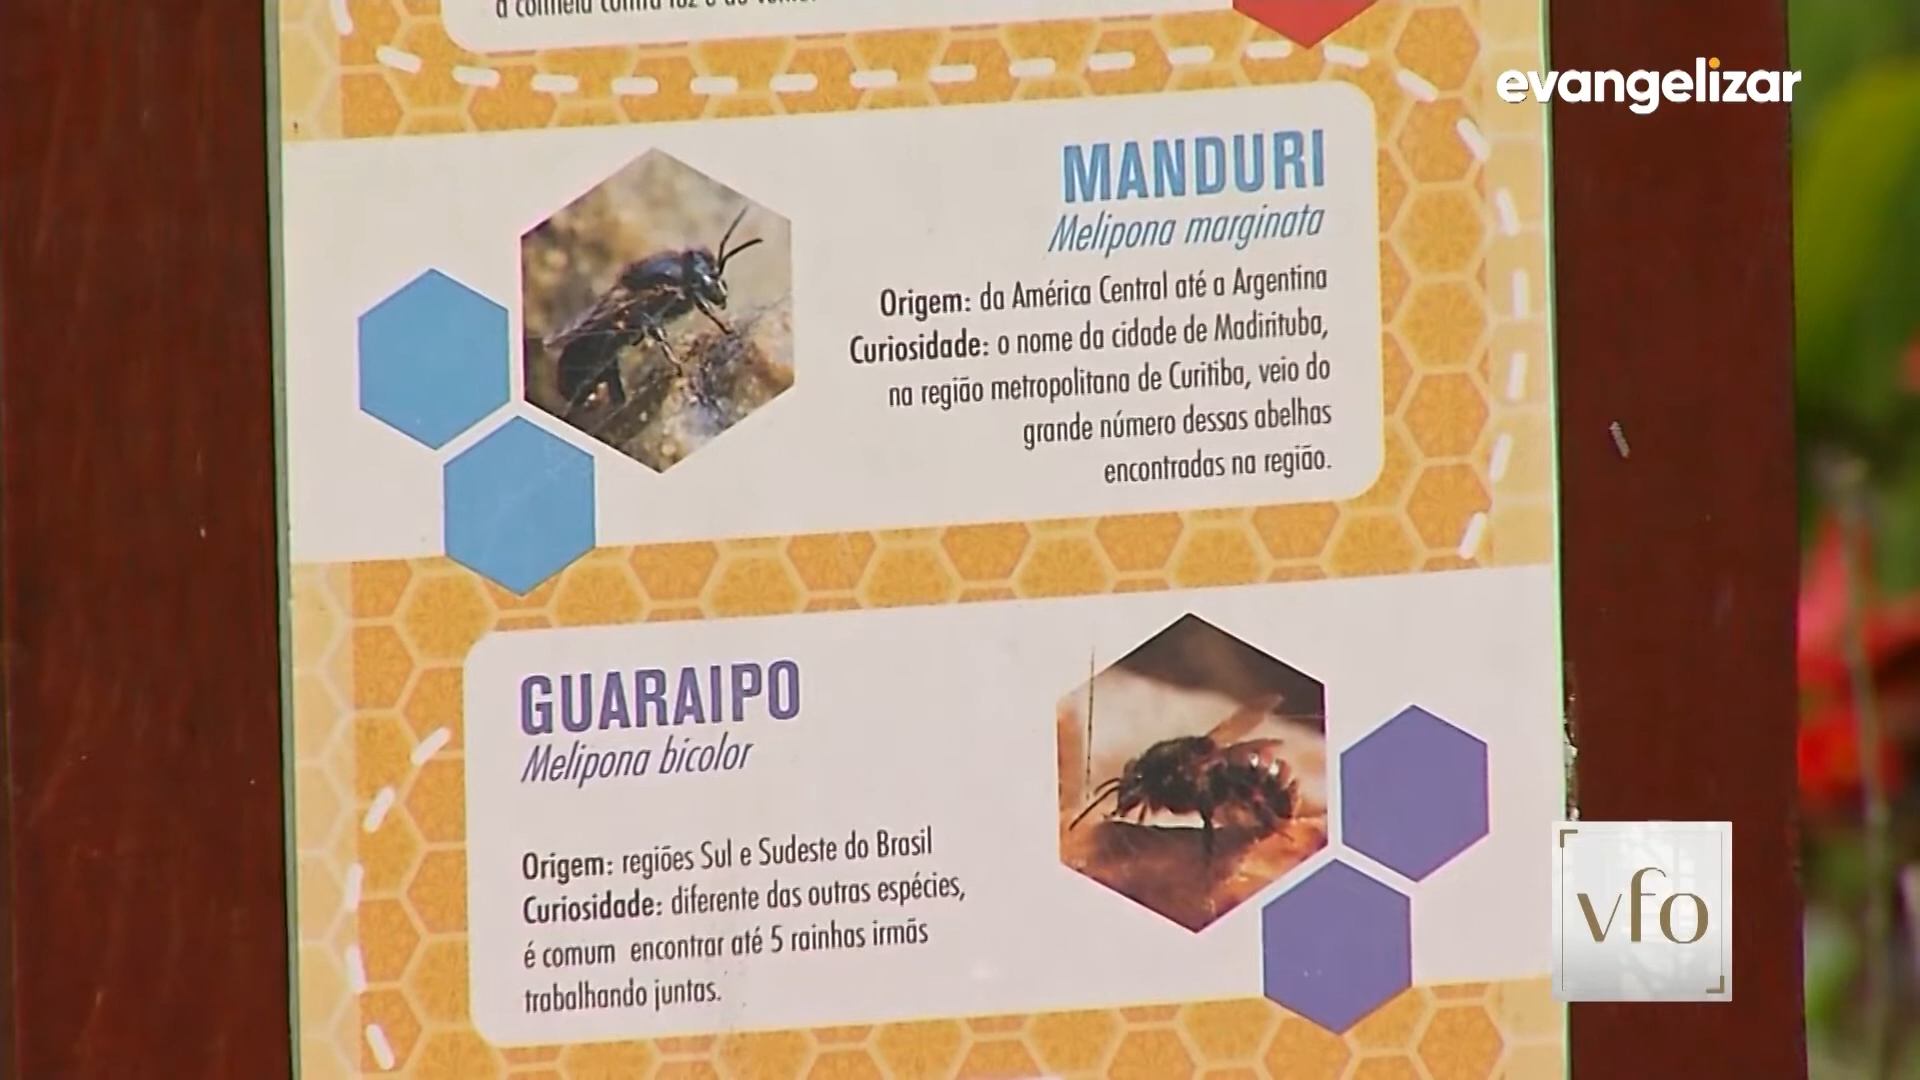 evangelizar
MANDURI
Melipona marginata
Origem: da América Central até a Argentina
Curiosidade: o nome da cidade de Madirituba,
na região metropolitana de Curitiba, veio do
grande número dessas abelhas
encontradas na região.
GUARAIPO
Melipona bicolor
Origem: regiões Sul e Sudeste do Brasil
Curiosidade: diferente das outras espécies,
é comum encontrar até 5 rainhas irmãs
trabalhando juntas.
vfo